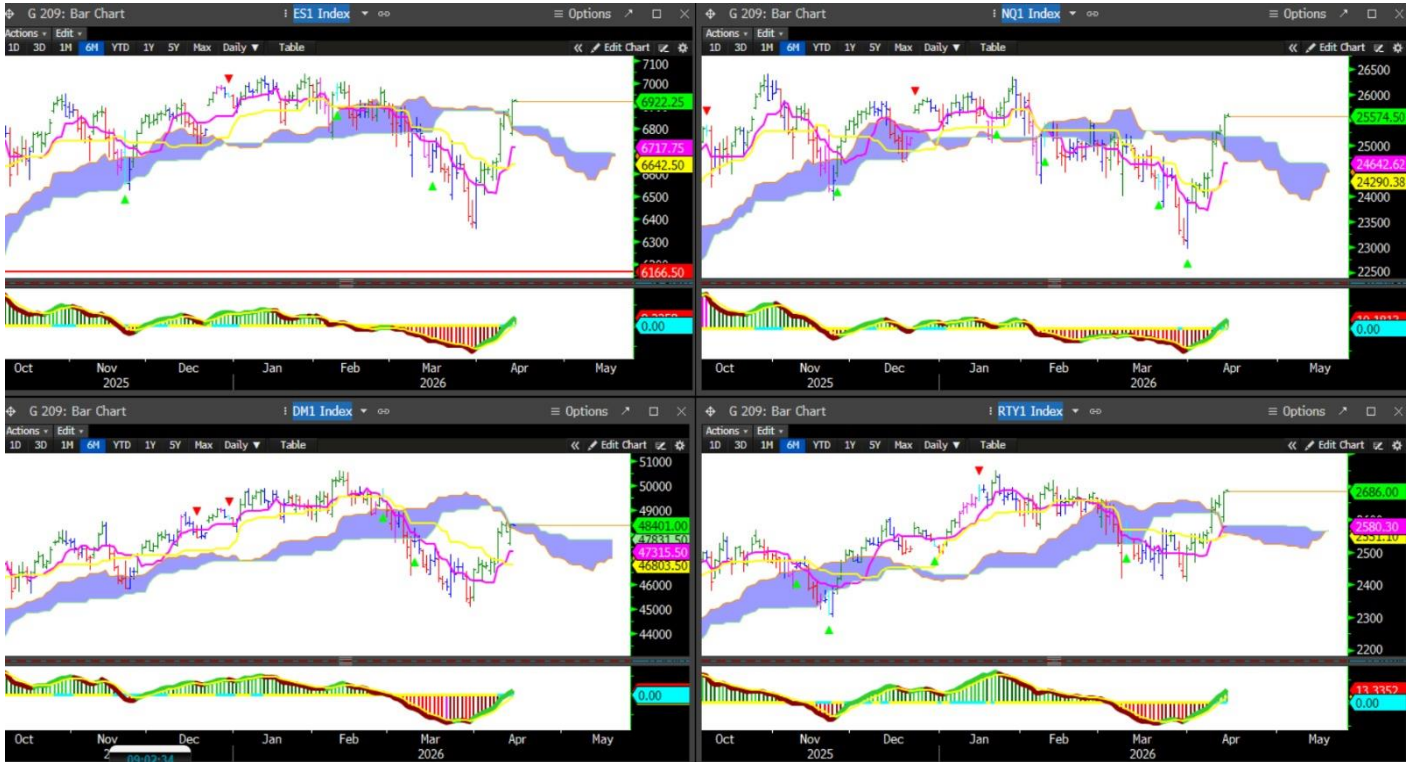 G 209: Bar Chart ES1 Index Options
Actions Edit
1D 3D 1M 6M YTD 1Y 5Y Max Daily ▼ Table « Edit Chart
7100
7000
6922.25
6800
6717.75
6642.50
6600
6500
6400
6300
6166.50
0.00
Oct Nov Dec Jan Feb Mar Apr May
2025 2026
G 209: Bar Chart NQ1 Index Options
Actions Edit
1D 3D 1M 6M YTD 1Y 5Y Max Daily ▼ Table « Edit Chart
26500
26000
25574.50
25000
24642.62
24290.38
24000
23000
22500
0.00
Oct Nov Dec Jan Feb Mar Apr May
2025 2026
G 209: Bar Chart DM1 Index Options
Actions Edit
1D 3D 1M 6M YTD 1Y 5Y Max Daily ▼ Table « Edit Chart
51000
50000
49000
48401.00
47831.50
47315.50
46803.50
46000
45000
44000
0.00
Oct Nov Dec Jan Feb Mar Apr May
2026
09:02:34
G 209: Bar Chart RTY1 Index Options
Actions Edit
1D 3D 1M 6M YTD 1Y 5Y Max Daily ▼ Table « Edit Chart
2686.00
2580.30
2551.10
2500
2400
2300
2200
13.3352
0.00
Oct Nov Dec Jan Feb Mar Apr May
2025 2026